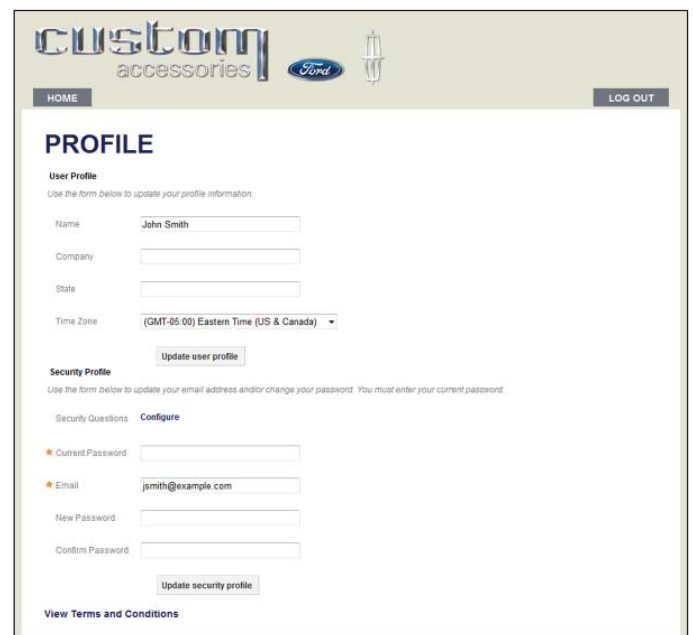 custom
accessories Ford
HOME LOG OUT
PROFILE
User Profile
Use the form below to update your profile information.
Name John Smith
Company
State
Time Zone (GMT-05:00) Eastern Time (US & Canada)
Update user profile
Security Profile
Use the form below to update your email address and/or change your password. You must enter your current password.
Security Questions Configure
* Current Password
* Email jsmith@example.com
New Password
Confirm Password
Update security profile
View Terms and Conditions